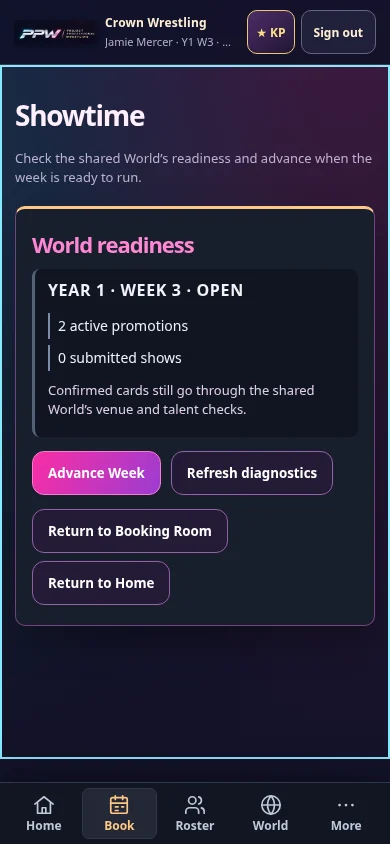 PPW
Crown Wrestling
Jamie Mercer · Y1 W3 · ...
★ KP
Sign out
Showtime
Check the shared World's readiness and advance when the
week is ready to run.
World readiness
YEAR 1 · WEEK 3 · OPEN
2 active promotions
0 submitted shows
Confirmed cards still go through the shared
World's venue and talent checks.
Advance Week
Refresh diagnostics
Return to Booking Room
Return to Home
Home
Book
Roster
World
More